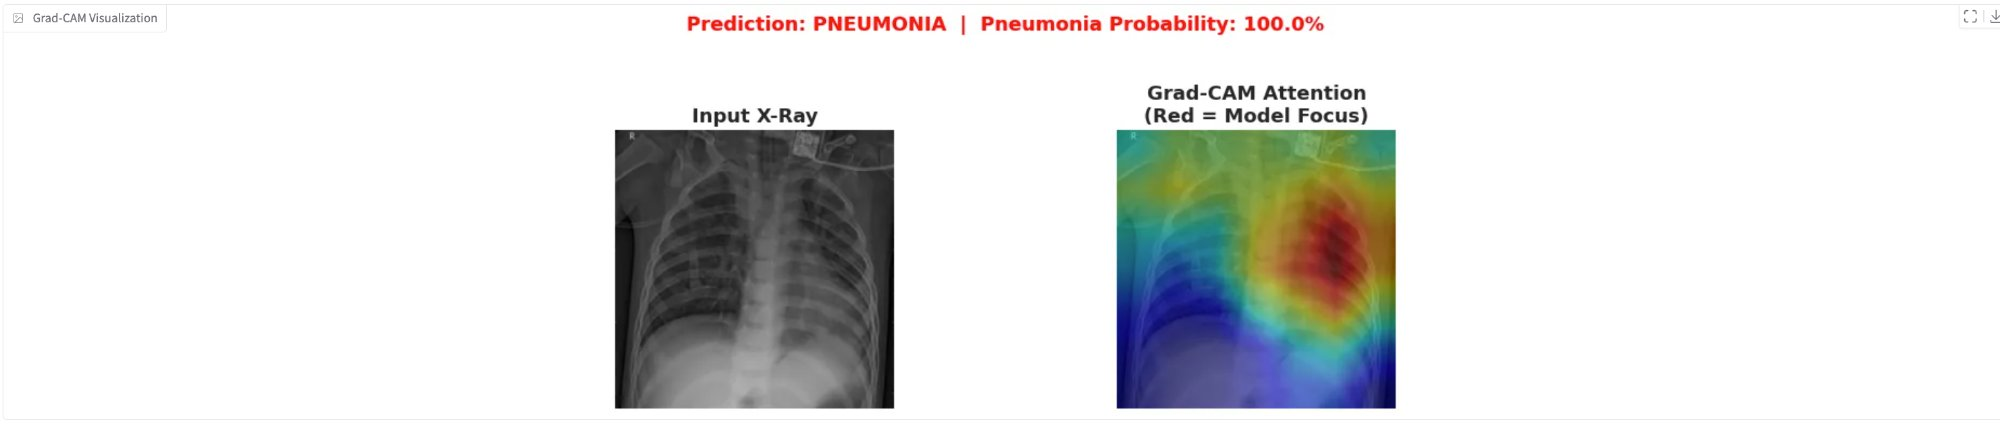 Grad-CAM Visualization
Prediction: PNEUMONIA | Pneumonia Probability: 100.0%
Input X-Ray
Grad-CAM Attention
(Red = Model Focus)
R
R